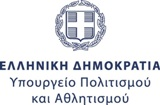 ΕΛΛΗΝΙΚΗ ΔΗΜΟΚΡΑΤΙΑ
Υπουργείο Πολιτισμού
και Αθλητισμού